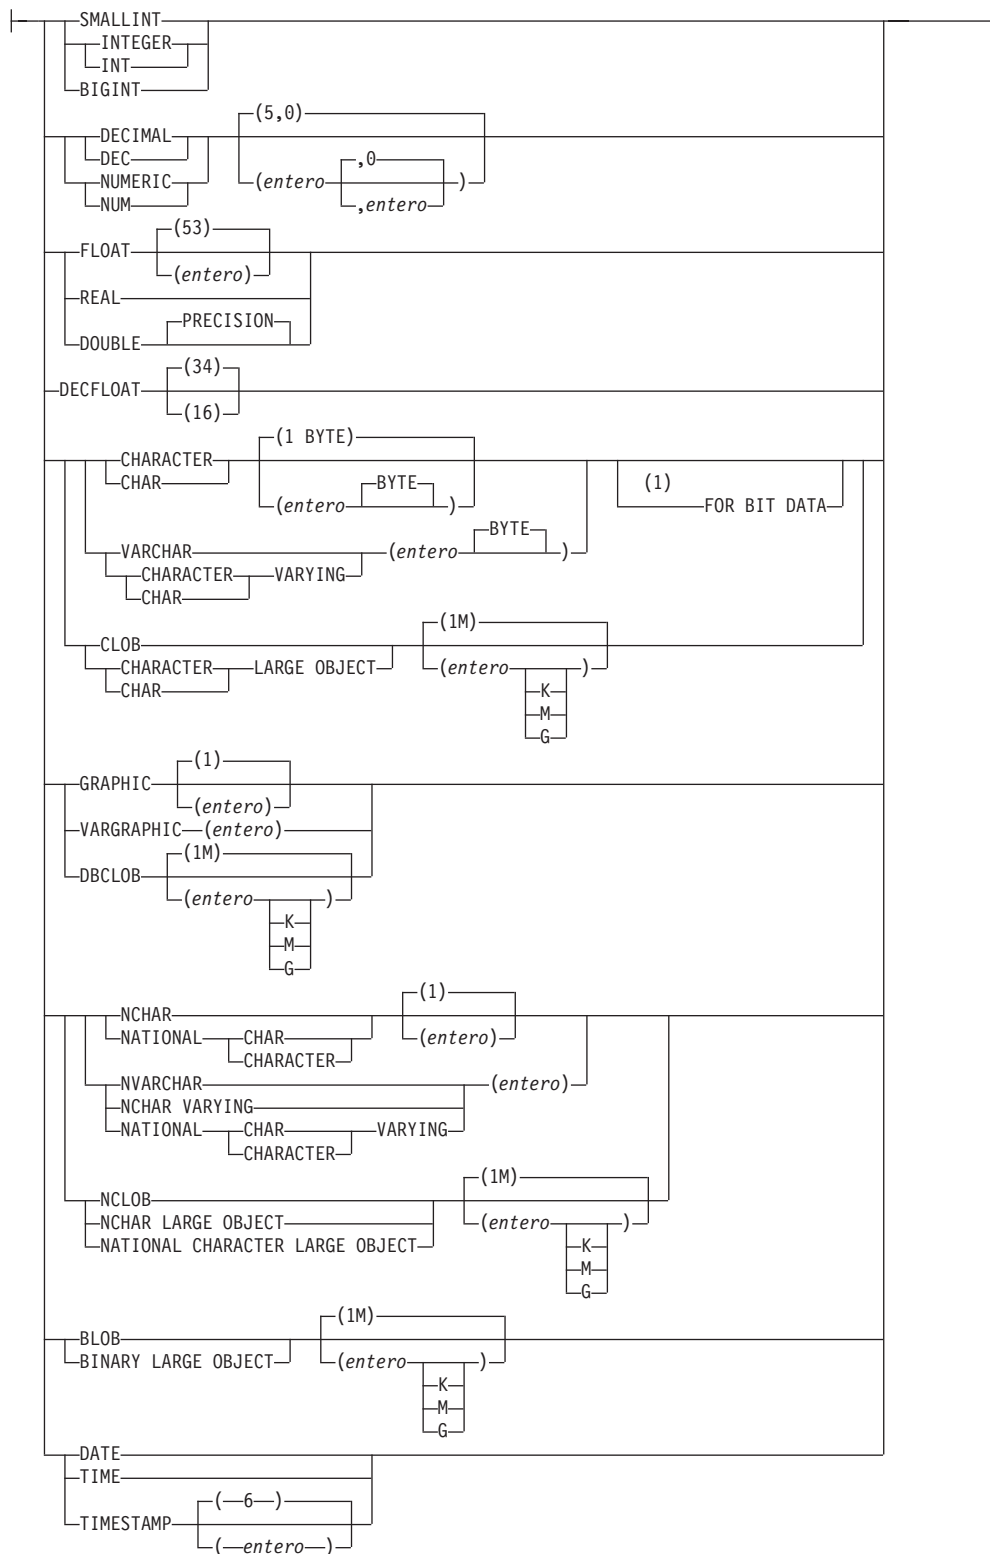 SMALLINT
INTEGER
INT
BIGINT
(5,0)
DECIMAL
DEC ,0
NUMERIC (entero )
NUM ,entero
(53)
FLOAT
(entero)
REAL
PRECISION
DOUBLE
(34)
DECFLOAT
(16)
(1 BYTE)
CHARACTER
CHAR BYTE (1)
(entero ) FOR BIT DATA
BYTE
VARCHAR (entero )
CHARACTER VARYING
CHAR
(1M)
CLOB
CHARACTER LARGE OBJECT (entero )
CHAR K
M
G
(1)
GRAPHIC
(entero)
VARGRAPHIC (entero)
(1M)
DBCLOB
(entero )
K
M
G
(1)
NCHAR
NATIONAL CHAR (entero)
CHARACTER
NVARCHAR (entero)
NCHAR VARYING
NATIONAL CHAR VARYING
CHARACTER
(1M)
NCLOB
NCHAR LARGE OBJECT (entero )
NATIONAL CHARACTER LARGE OBJECT K
M
G
(1M)
BLOB
BINARY LARGE OBJECT (entero )
K
M
G
DATE
TIME
( 6 )
TIMESTAMP
( entero )